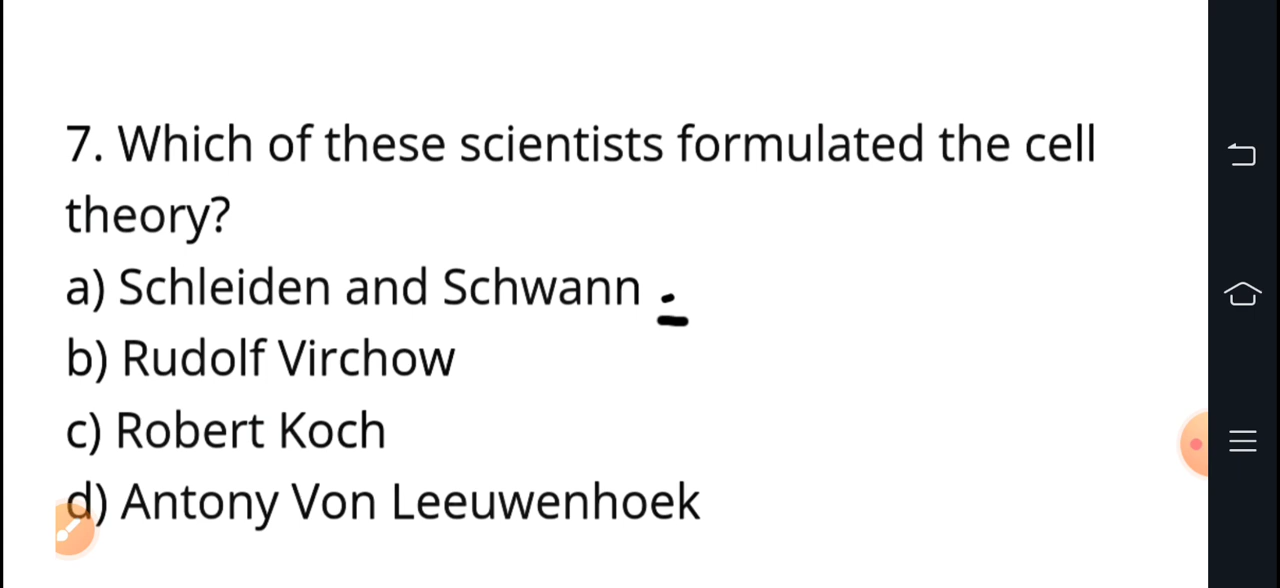 7. Which of these scientists formulated the cell
theory?
a) Schleiden and Schwann
b) Rudolf Virchow
c) Robert Koch
d) Antony Von Leeuwenhoek